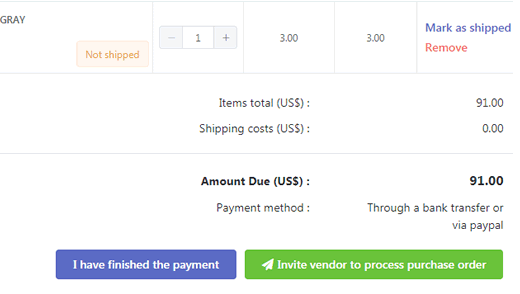 GRAY
Not shipped
− 1 +
3.00
3.00
Mark as shipped
Remove
Items total (US$) : 91.00
Shipping costs (US$) : 0.00
Amount Due (US$) : 91.00
Payment method : Through a bank transfer or
via paypal
I have finished the payment
Invite vendor to process purchase order